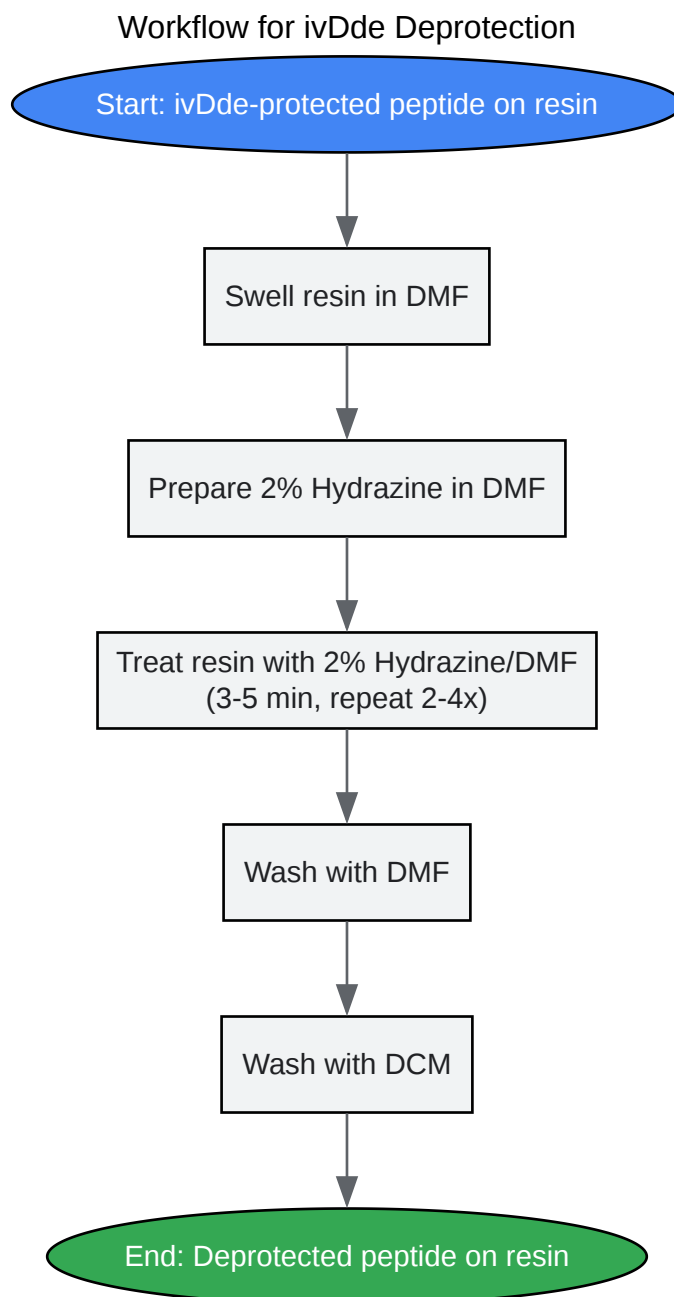 Workflow for ivDde Deprotection
Start: ivDde-protected peptide on resin
Swell resin in DMF
Prepare 2% Hydrazine in DMF
Treat resin with 2% Hydrazine/DMF
(3-5 min, repeat 2-4x)
Wash with DMF
Wash with DCM
End: Deprotected peptide on resin